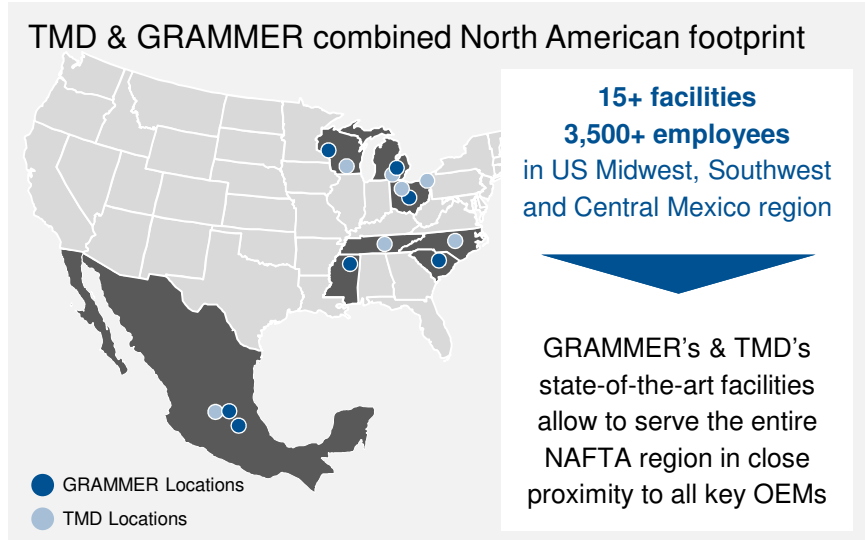 TMD & GRAMMER combined North American footprint
15+ facilities
3,500+ employees
in US Midwest, Southwest
and Central Mexico region
GRAMMER's & TMD's
state-of-the-art facilities
allow to serve the entire
NAFTA region in close
proximity to all key OEMs
GRAMMER Locations
TMD Locations